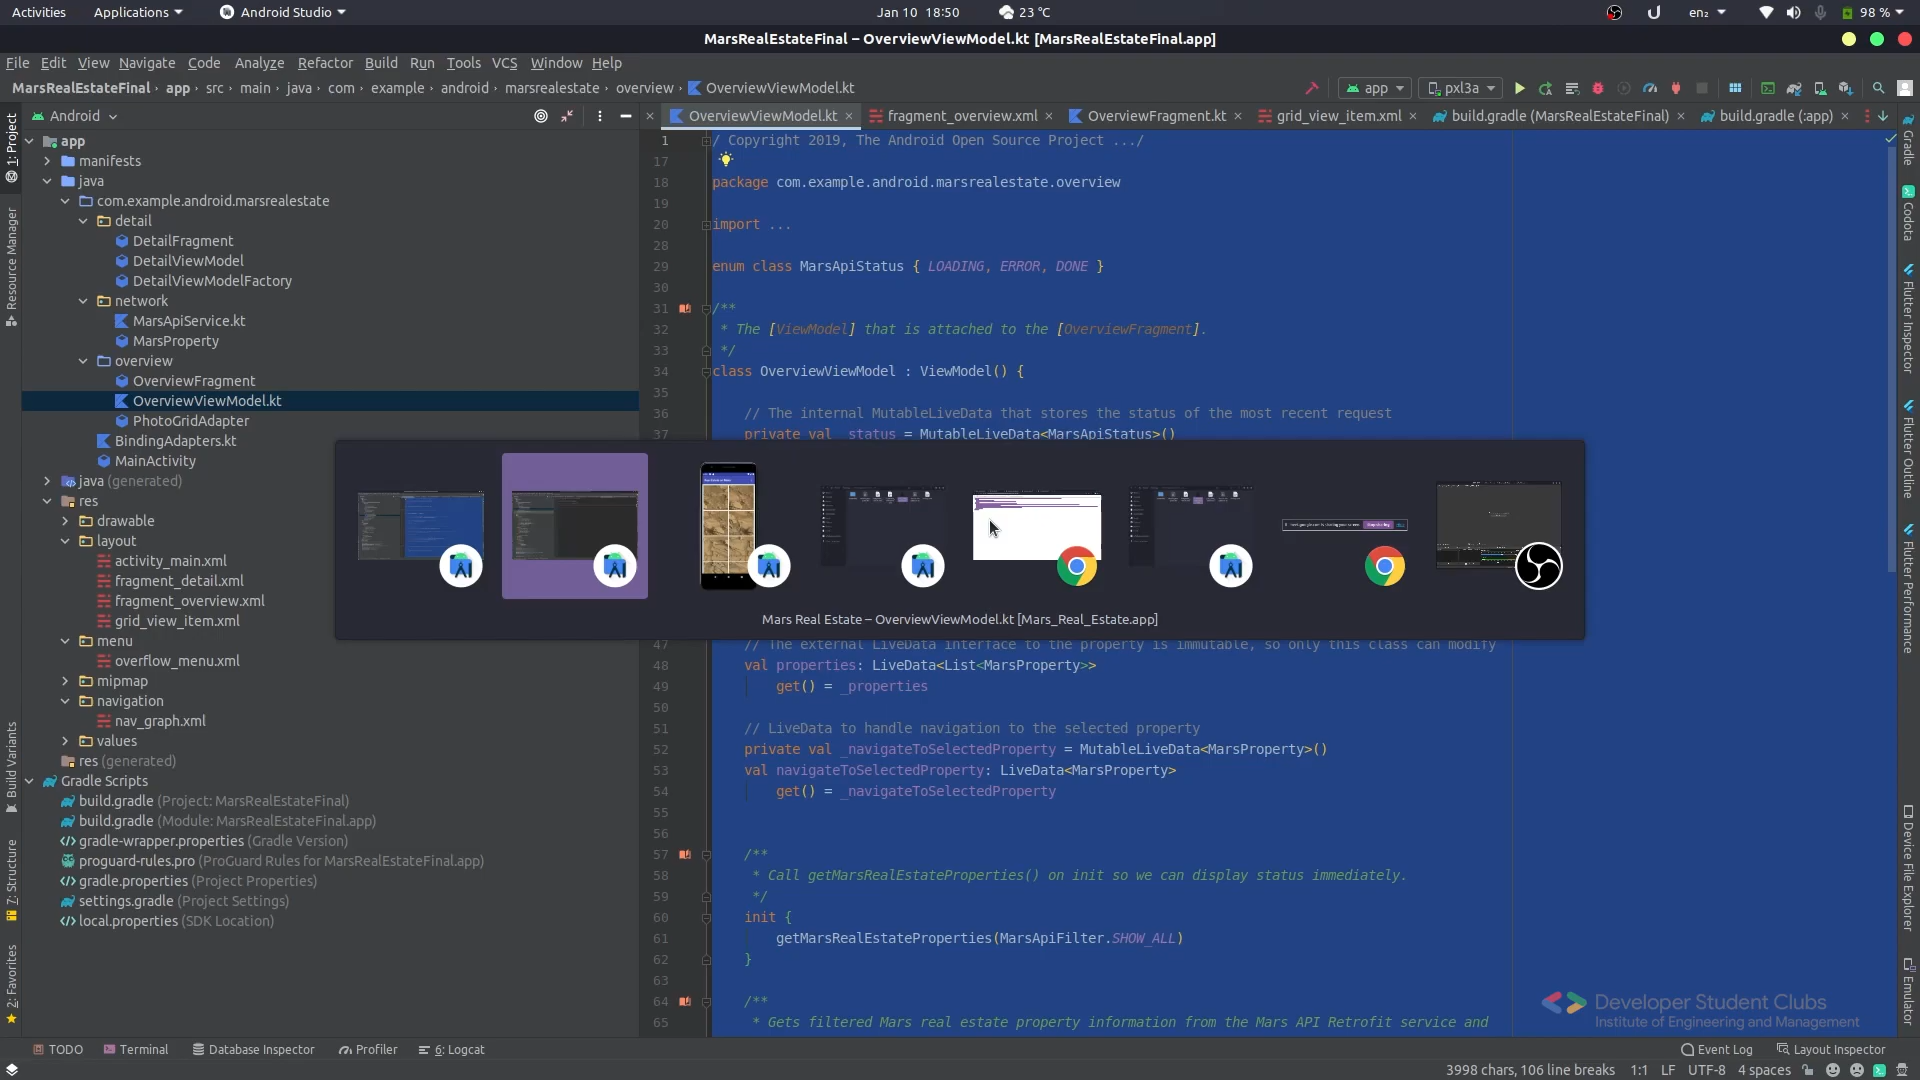 Activities
Applications
Android Studio
Jan 10 18:50
23 °C
en₂
98 %
MarsRealEstateFinal – OverviewViewModel.kt [MarsRealEstateFinal.app]
File Edit View Navigate Code Analyze Refactor Build Run Tools VCS Window Help
MarsRealEstateFinal › app › src › main › java › com › example › android › marsrealestate › overview › OverviewViewModel.kt
app
pxl3a
Android
OverviewViewModel.kt
fragment_overview.xml
OverviewFragment.kt
grid_view_item.xml
build.gradle (MarsRealEstateFinal)
build.gradle (:app)
1: Project
Resource Manager
Build Variants
7: Structure
2: Favorites
app
manifests
java
com.example.android.marsrealestate
detail
DetailFragment
DetailViewModel
DetailViewModelFactory
network
MarsApiService.kt
MarsProperty
overview
OverviewFragment
OverviewViewModel.kt
PhotoGridAdapter
BindingAdapters.kt
MainActivity
java (generated)
res
drawable
layout
activity_main.xml
fragment_detail.xml
fragment_overview.xml
grid_view_item.xml
menu
overflow_menu.xml
mipmap
navigation
nav_graph.xml
values
res (generated)
Gradle Scripts
build.gradle (Project: MarsRealEstateFinal)
build.gradle (Module: MarsRealEstateFinal.app)
gradle-wrapper.properties (Gradle Version)
proguard-rules.pro (ProGuard Rules for MarsRealEstateFinal.app)
gradle.properties (Project Properties)
settings.gradle (Project Settings)
local.properties (SDK Location)
1 / Copyright 2019, The Android Open Source Project .../
17
18 package com.example.android.marsrealestate.overview
19
20 import ...
28
29 enum class MarsApiStatus { LOADING, ERROR, DONE }
30
31 /**
32 * The [ViewModel] that is attached to the [OverviewFragment].
33 */
34 class OverviewViewModel : ViewModel() {
35
36 // The internal MutableLiveData that stores the status of the most recent request
37 private val _status = MutableLiveData<MarsApiStatus>()
Mars Real Estate – OverviewViewModel.kt [Mars_Real_Estate.app]
47 // The external LiveData interface to the property is immutable, so only this class can modify
48 val properties: LiveData<List<MarsProperty>>
49 get() = _properties
50
51 // LiveData to handle navigation to the selected property
52 private val _navigateToSelectedProperty = MutableLiveData<MarsProperty>()
53 val navigateToSelectedProperty: LiveData<MarsProperty>
54 get() = _navigateToSelectedProperty
55
56
57 /**
58 * Call getMarsRealEstateProperties() on init so we can display status immediately.
59 */
60 init {
61 getMarsRealEstateProperties(MarsApiFilter.SHOW_ALL)
62 }
63
64 /**
65 * Gets filtered Mars real estate property information from the Mars API Retrofit service and
Gradle
Codota
Flutter Inspector
Flutter Outline
Flutter Performance
Device File Explorer
Emulator
Developer Student Clubs
Institute of Engineering and Management
TODO
Terminal
Database Inspector
Profiler
6: Logcat
Event Log
Layout Inspector
3998 chars, 106 line breaks 1:1 LF UTF-8 4 spaces